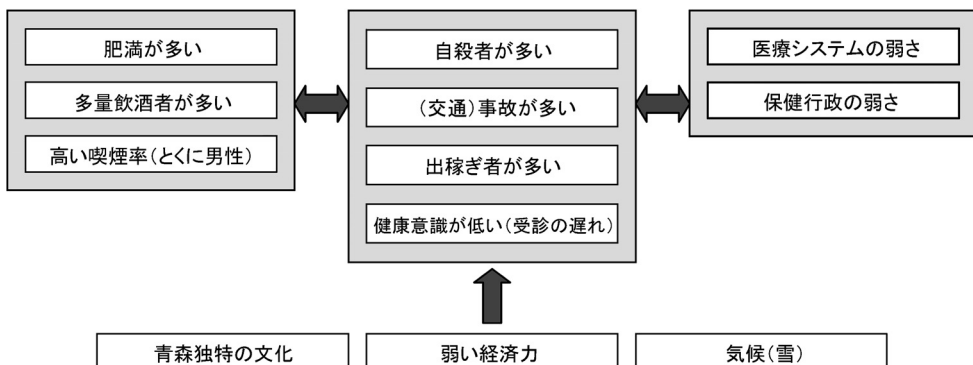 肥満が多い
多量飲酒者が多い
高い喫煙率(とくに男性)
自殺者が多い
(交通)事故が多い
出稼ぎ者が多い
健康意識が低い(受診の遅れ)
医療システムの弱さ
保健行政の弱さ
青森独特の文化
弱い経済力
気候(雪)